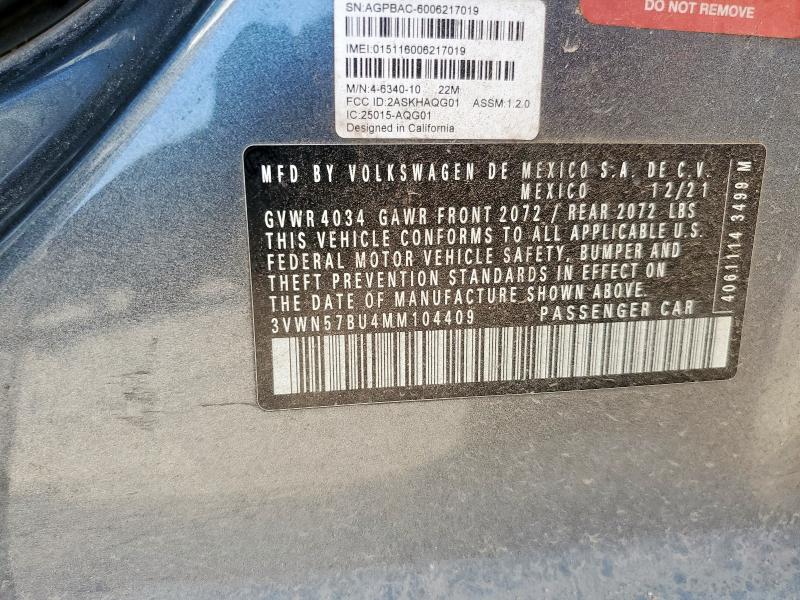 DO NOT REMOVE
SN:AGPBAC-6006217019
IMEI:015116006217019
M/N:4-6340-10 22M
FCC ID:2ASKHAQG01 ASSM:1.2.0
IC:25015-AQG01
Designed in California
MFD BY VOLKSWAGEN DE MEXICO S.A. DE C.V.
MEXICO 12/21
GVWR 4034 GAWR FRONT 2072 / REAR 2072 LBS
THIS VEHICLE CONFORMS TO ALL APPLICABLE U.S.
FEDERAL MOTOR VEHICLE SAFETY, BUMPER AND
THEFT PREVENTION STANDARDS IN EFFECT ON
THE DATE OF MANUFACTURE SHOWN ABOVE.
3VWN57BU4MM104409 PASSENGER CAR
4061114 3499 M